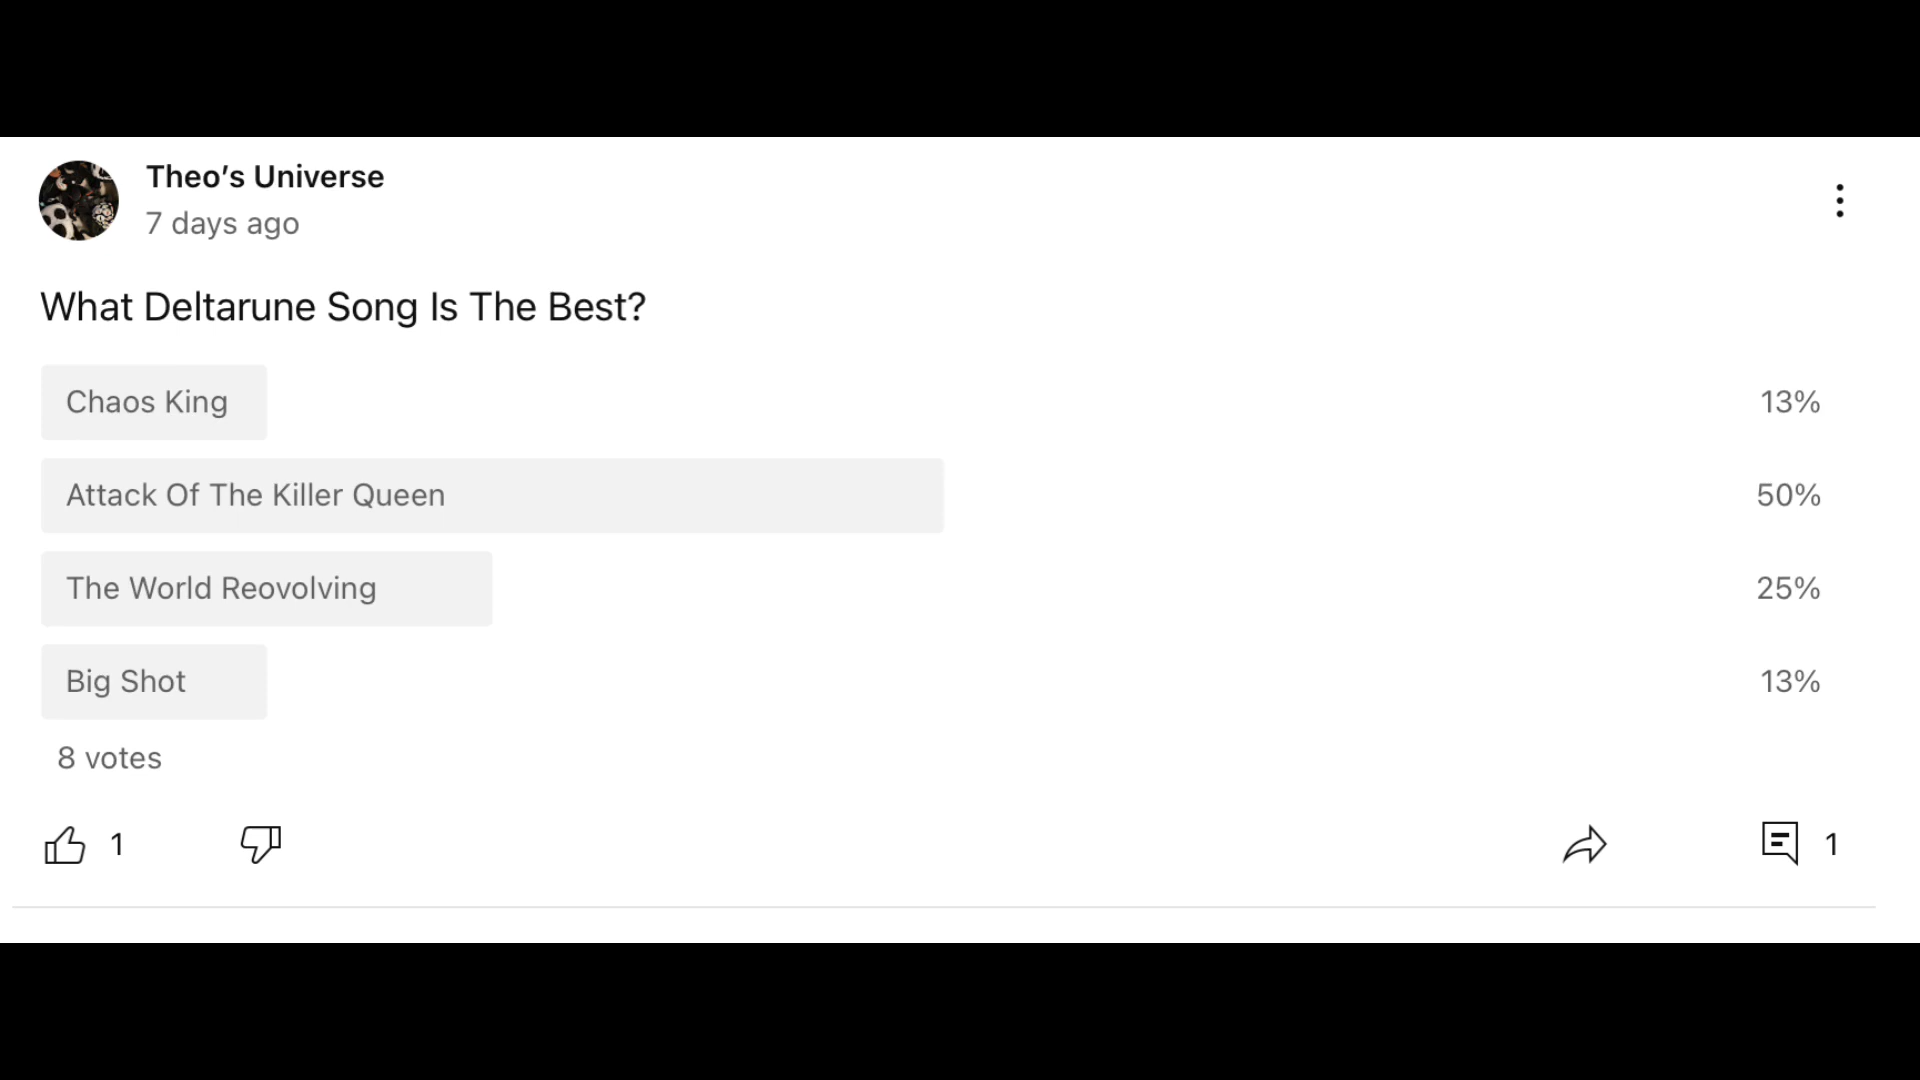 Theo’s Universe
7 days ago
What Deltarune Song Is The Best?
Chaos King 13%
Attack Of The Killer Queen 50%
The World Reovolving 25%
Big Shot 13%
8 votes
1 1